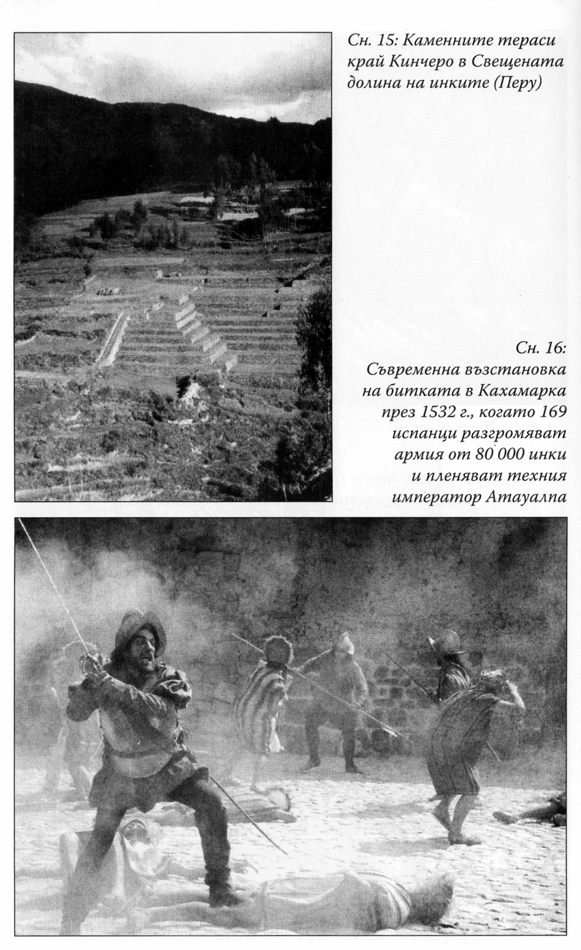 Сн. 15: Каменните тераси
край Кинчеро в Свещената
долина на инките (Перу)
Сн. 16:
Съвременна възстановка
на битката в Кахамарка
през 1532 г., когато 169
испанци разгромяват
армия от 80 000 инки
и пленяват техния
император Атауалпа